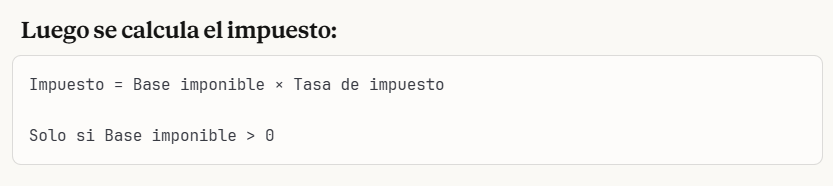 Luego se calcula el impuesto:
Impuesto = Base imponible × Tasa de impuesto
Solo si Base imponible > 0